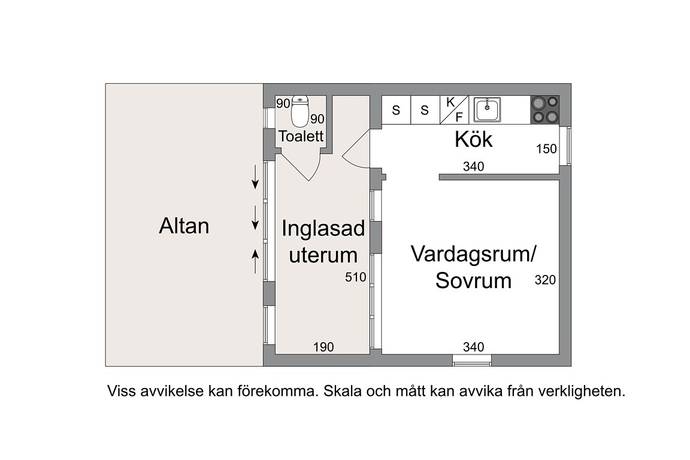 90
90
Toalett
S
S
K
F
Kök
150
340
Altan
Inglasad
uterum
510
190
Vardagsrum/
Sovrum
320
340
Viss avvikelse kan förekomma. Skala och mått kan avvika från verkligheten.